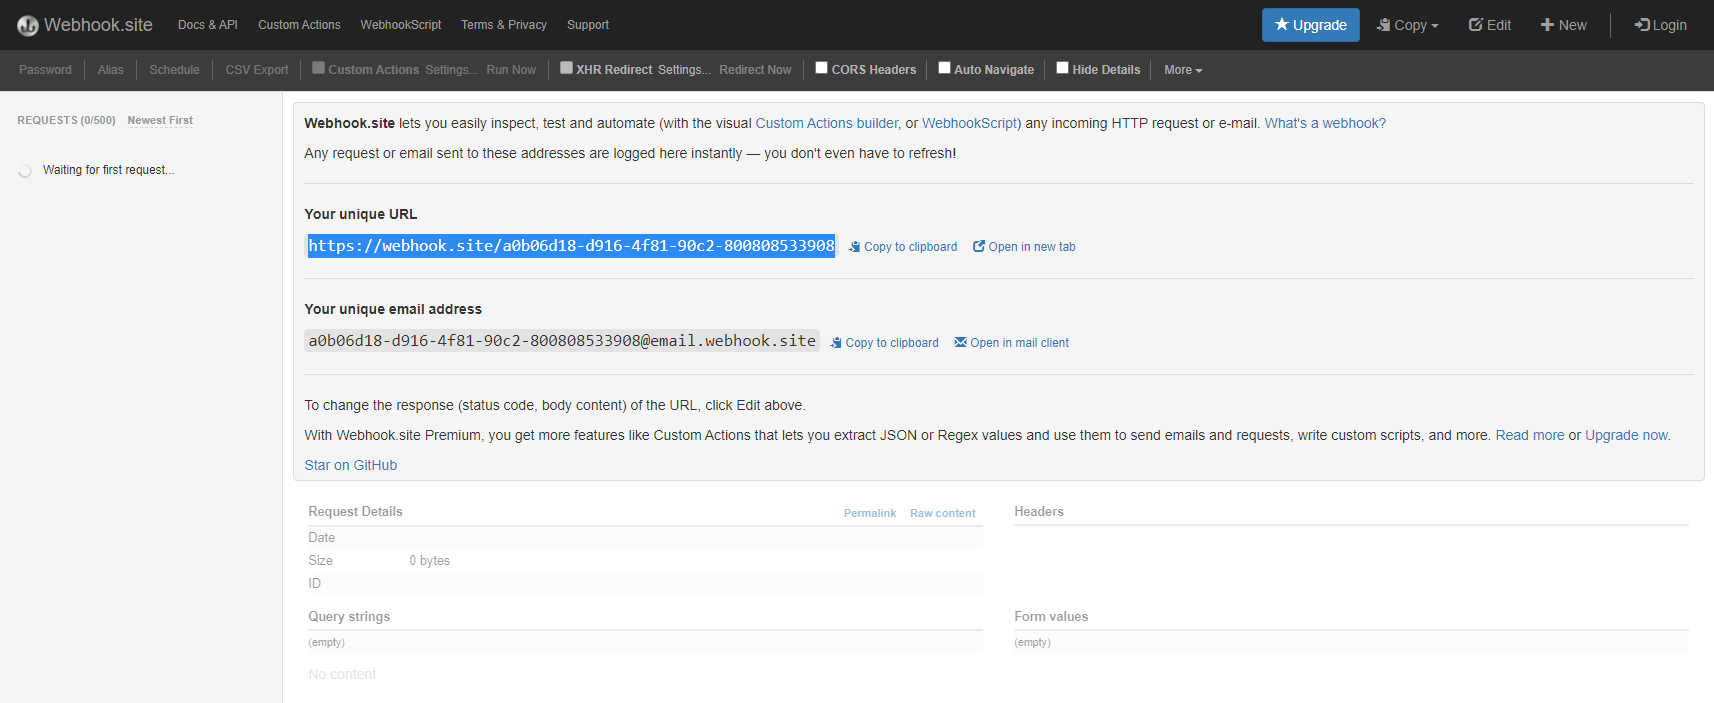 Webhook.site Docs & API Custom Actions WebhookScript Terms & Privacy Support Upgrade Copy Edit New Login
Password Alias Schedule CSV Export Custom Actions Settings... Run Now XHR Redirect Settings... Redirect Now CORS Headers Auto Navigate Hide Details More
REQUESTS (0/500) Newest First
Waiting for first request...
Webhook.site lets you easily inspect, test and automate (with the visual Custom Actions builder, or WebhookScript) any incoming HTTP request or e-mail. What's a webhook?
Any request or email sent to these addresses are logged here instantly — you don't even have to refresh!
Your unique URL
https://webhook.site/a0b06d18-d916-4f81-90c2-800808533908 Copy to clipboard Open in new tab
Your unique email address
a0b06d18-d916-4f81-90c2-800808533908@email.webhook.site Copy to clipboard Open in mail client
To change the response (status code, body content) of the URL, click Edit above.
With Webhook.site Premium, you get more features like Custom Actions that lets you extract JSON or Regex values and use them to send emails and requests, write custom scripts, and more. Read more or Upgrade now.
Star on GitHub
Request Details Permalink Raw content
Date
Size 0 bytes
ID
Query strings
(empty)
No content
Headers
Form values
(empty)